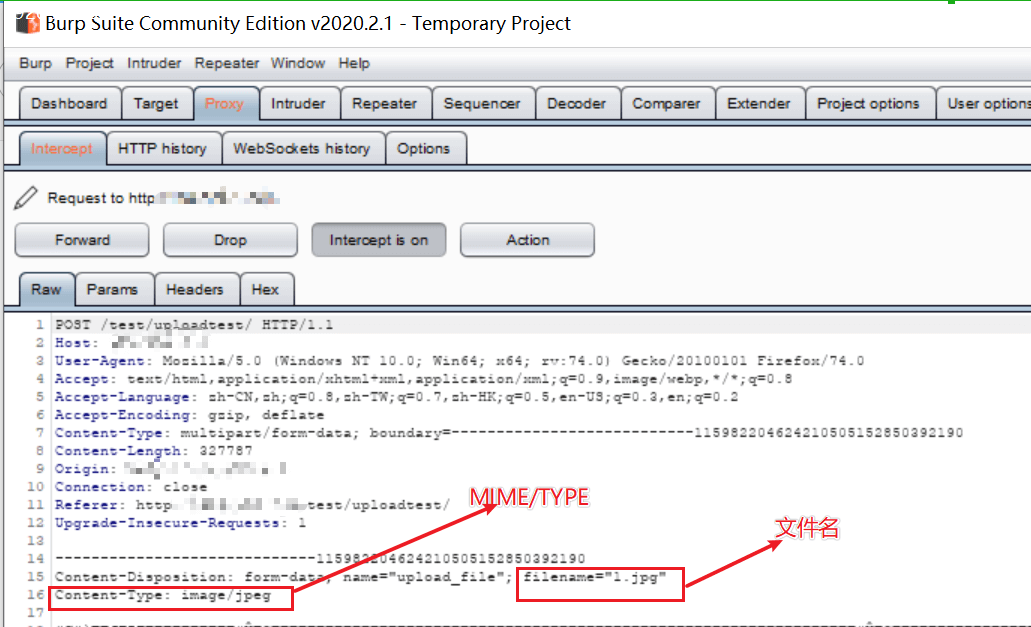 Burp Suite Community Edition v2020.2.1 - Temporary Project
Burp Project Intruder Repeater Window Help
Dashboard Target Proxy Intruder Repeater Sequencer Decoder Comparer Extender Project options User options
Intercept HTTP history WebSockets history Options
Request to http
Forward Drop Intercept is on Action
Raw Params Headers Hex
1 POST /test/uploadtest/ HTTP/1.1
2 Host:
3 User-Agent: Mozilla/5.0 (Windows NT 10.0; Win64; x64; rv:74.0) Gecko/20100101 Firefox/74.0
4 Accept: text/html,application/xhtml+xml,application/xml;q=0.9,image/webp,*/*;q=0.8
5 Accept-Language: zh-CN,zh;q=0.8,zh-TW;q=0.7,zh-HK;q=0.5,en-US;q=0.3,en;q=0.2
6 Accept-Encoding: gzip, deflate
7 Content-Type: multipart/form-data; boundary=---------------------------115982204624210505152850392190
8 Content-Length: 327787
9 Origin:
10 Connection: close
11 Referer: http test/uploadtest/
MIME/TYPE
12 Upgrade-Insecure-Requests: 1
文件名
13
14 -----------------------------115982204624210505152850392190
15 Content-Disposition: form-data; name="upload_file"; filename="1.jpg"
16 Content-Type: image/jpeg
17